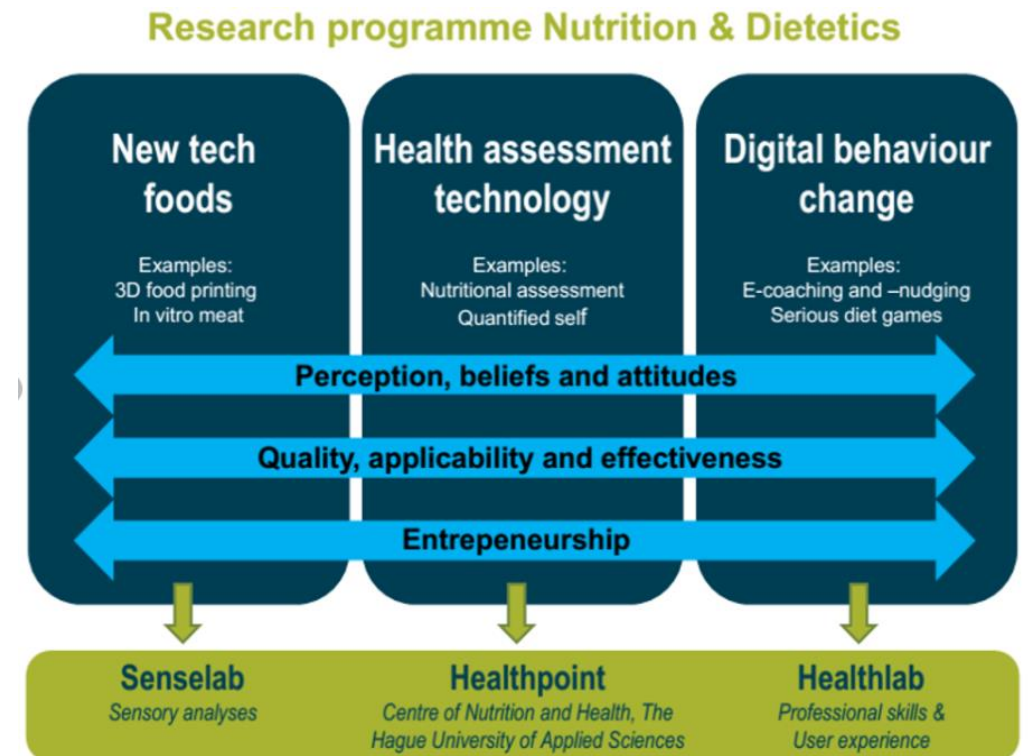 Research programme Nutrition & Dietetics
New tech
foods
Examples:
3D food printing
In vitro meat
Health assessment
technology
Examples:
Nutritional assessment
Quantified self
Digital behaviour
change
Examples:
E-coaching and –nudging
Serious diet games
Perception, beliefs and attitudes
Quality, applicability and effectiveness
Entrepeneurship
Senselab
Sensory analyses
Healthpoint
Centre of Nutrition and Health, The
Hague University of Applied Sciences
Healthlab
Professional skills &
User experience